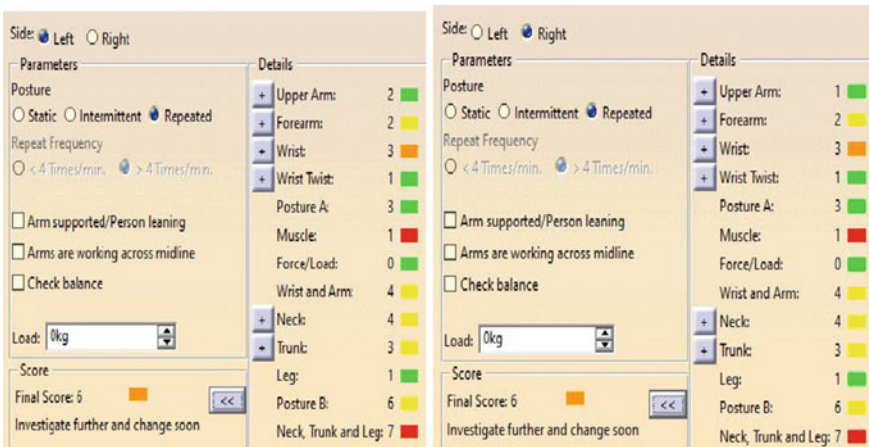 Side: Left Right
Parameters
Posture
Static Intermittent Repeated
Repeat Frequency
< 4 Times/min. > 4 Times/min.
Arm supported/Person leaning
Arms are working across midline
Check balance
Load: 0kg
Score
Final Score: 6
<<
Investigate further and change soon
Details
+ Upper Arm: 2
+ Forearm: 2
+ Wrist: 3
+ Wrist Twist: 1
Posture A: 3
Muscle: 1
Force/Load: 0
Wrist and Arm: 4
+ Neck: 4
+ Trunk: 3
Leg: 1
Posture B: 6
Neck, Trunk and Leg: 7
Side: Left Right
Parameters
Posture
Static Intermittent Repeated
Repeat Frequency
< 4 Times/min. > 4 Times/min.
Arm supported/Person leaning
Arms are working across midline
Check balance
Load: 0kg
Score
Final Score: 6
<<
Investigate further and change soon
Details
+ Upper Arm: 1
+ Forearm: 2
+ Wrist: 3
+ Wrist Twist: 1
Posture A: 3
Muscle: 1
Force/Load: 0
Wrist and Arm: 4
+ Neck: 4
+ Trunk: 3
Leg: 1
Posture B: 6
Neck, Trunk and Leg: 7